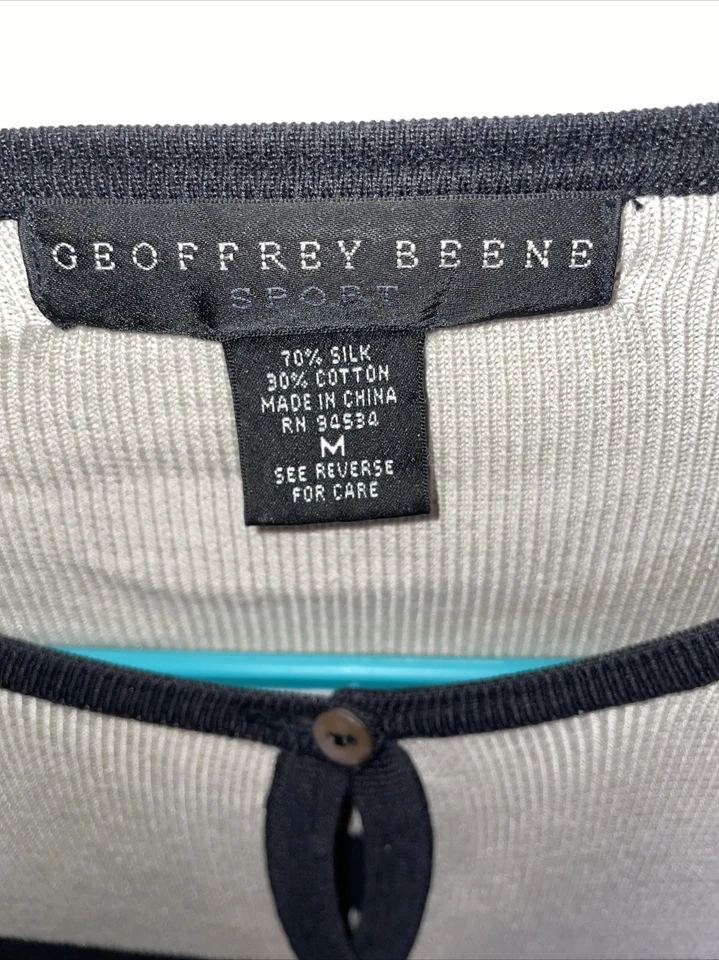 GEOFFREY BEENE
SPORT
70% SILK
30% COTTON
MADE IN CHINA
RN 94534
M
SEE REVERSE
FOR CARE